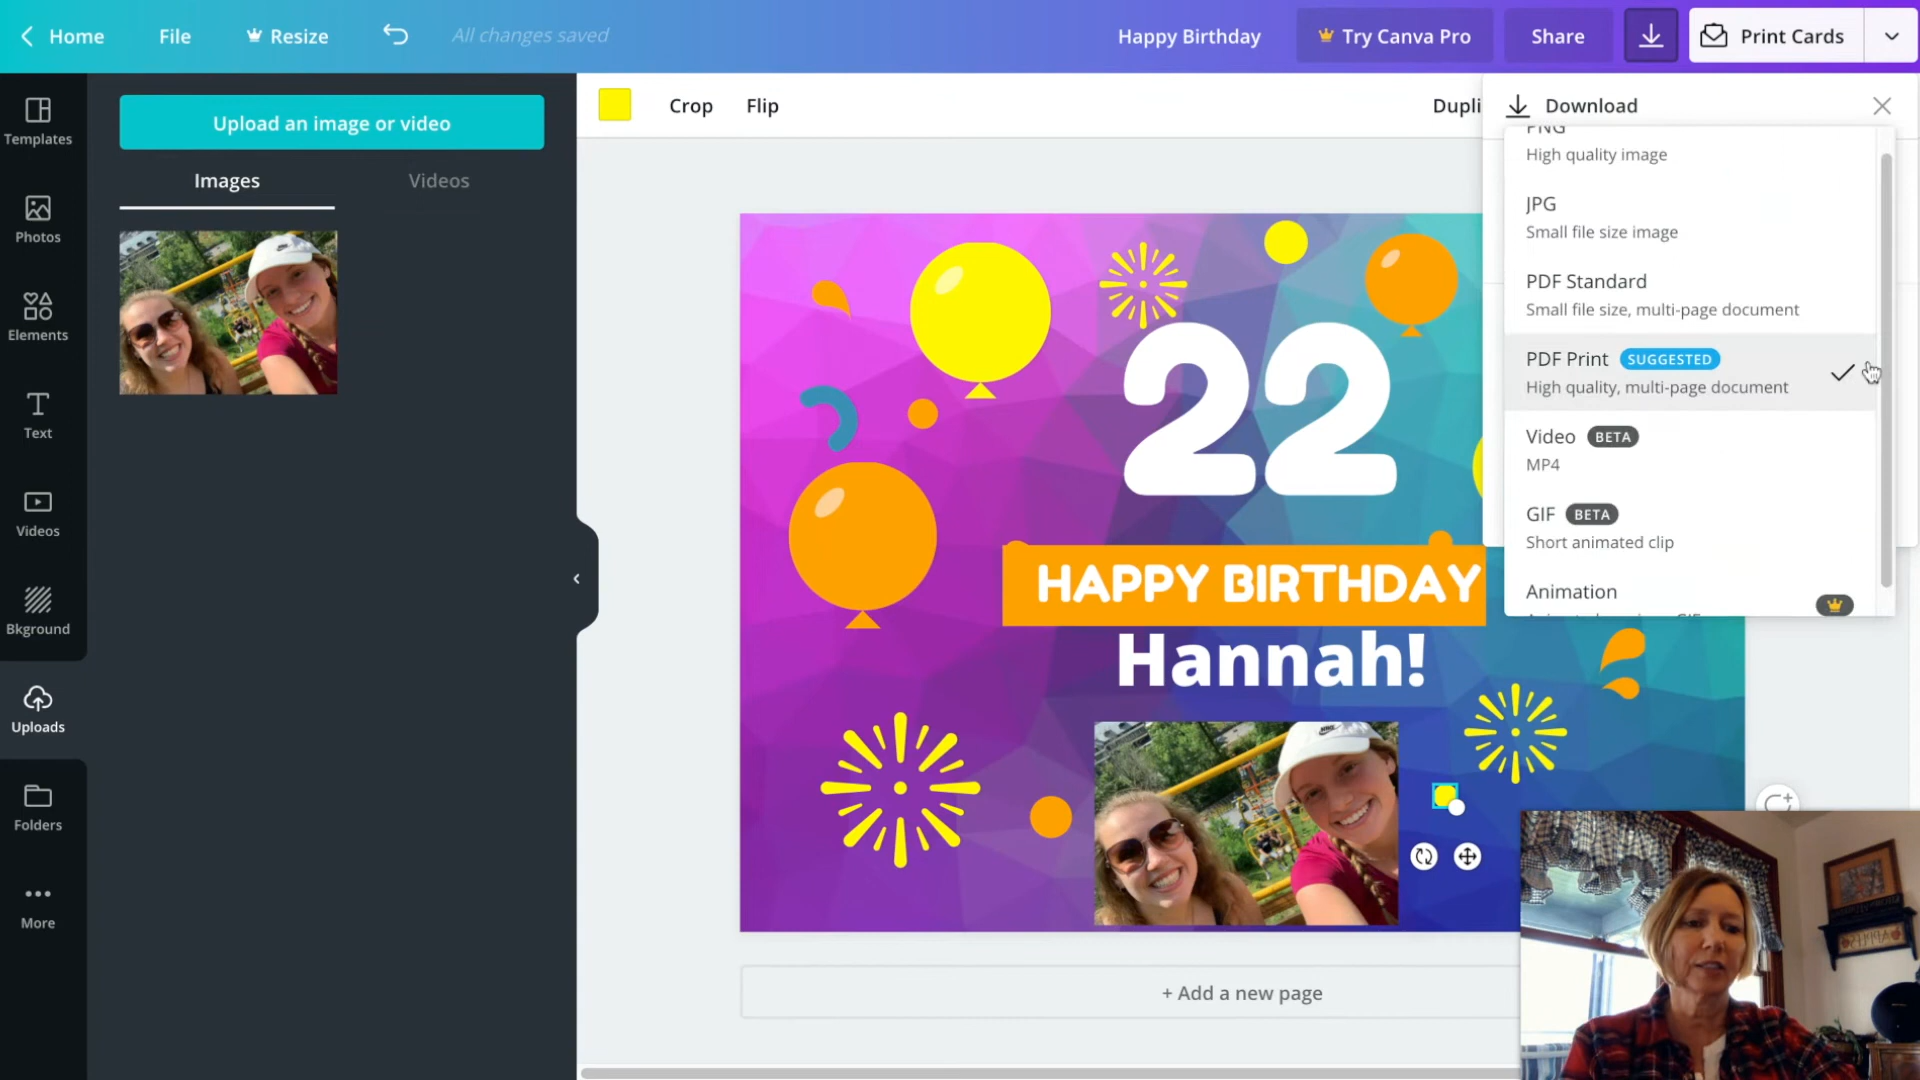 Home
File
Resize
All changes saved
Happy Birthday
Try Canva Pro
Share
Print Cards
Templates
Photos
Elements
Text
Videos
Bkground
Uploads
Folders
More
Upload an image or video
Images
Videos
Crop
Flip
Dupli
Download
PNG
High quality image
JPG
Small file size image
PDF Standard
Small file size, multi-page document
PDF Print SUGGESTED
High quality, multi-page document
Video BETA
MP4
GIF BETA
Short animated clip
Animation
22
HAPPY BIRTHDAY
Hannah!
+ Add a new page
APPLES